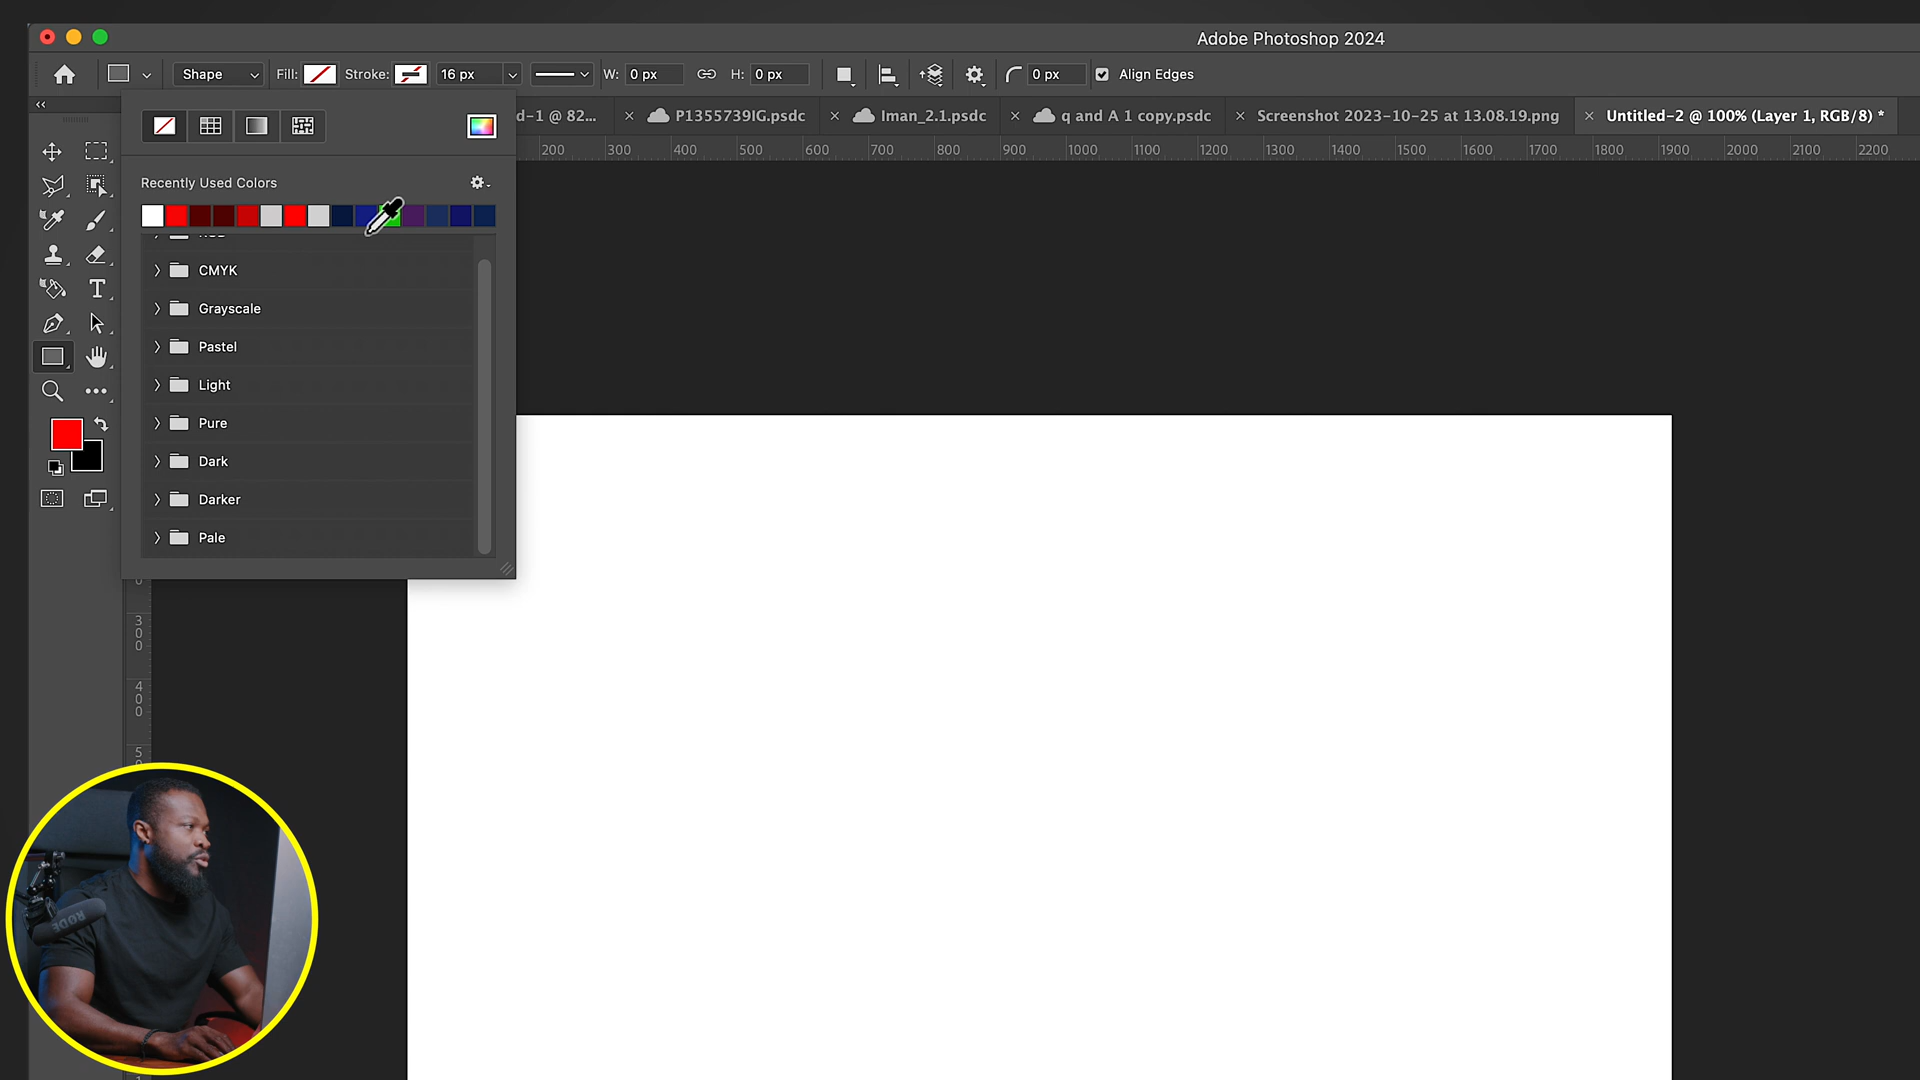 Adobe Photoshop 2024
Shape Fill: Stroke: 16 px W: 0 px H: 0 px 0 px Align Edges
d-1 @ 82... × P1355739IG.psdc × Iman_2.1.psdc × q and A 1 copy.psdc × Screenshot 2023-10-25 at 13.08.19.png × Untitled-2 @ 100% (Layer 1, RGB/8) *
200 300 400 500 600 700 800 900 1000 1100 1200 1300 1400 1500 1600 1700 1800 1900 2000 2100 2200
Recently Used Colors
CMYK
Grayscale
Pastel
Light
Pure
Dark
Darker
Pale
0
300
400
5
RØDE